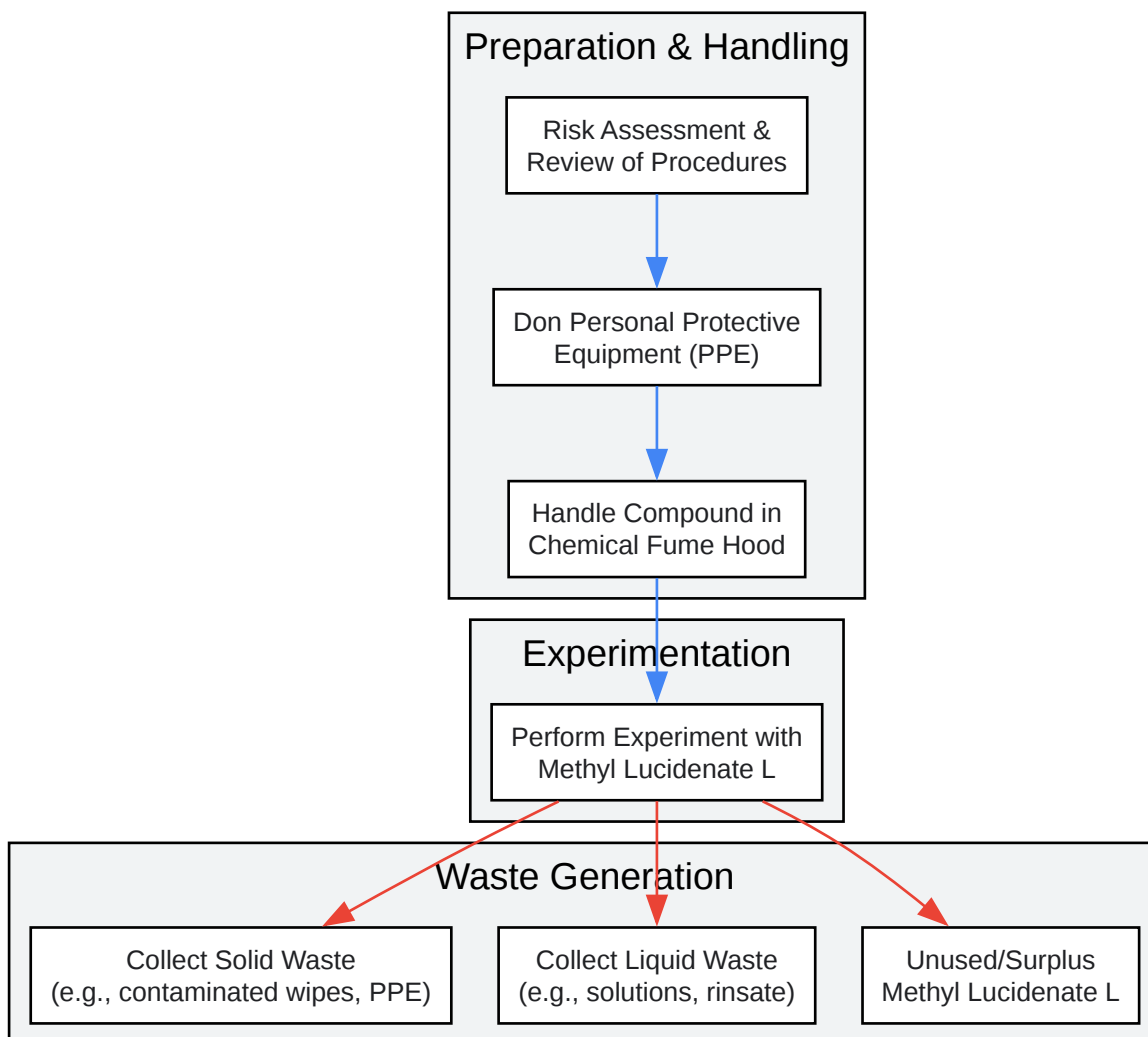 Preparation & Handling
Risk Assessment &
Review of Procedures
Don Personal Protective
Equipment (PPE)
Handle Compound in
Chemical Fume Hood
Experimentation
Perform Experiment with
Methyl Lucidenate L
Waste Generation
Collect Solid Waste
(e.g., contaminated wipes, PPE)
Collect Liquid Waste
(e.g., solutions, rinsate)
Unused/Surplus
Methyl Lucidenate L